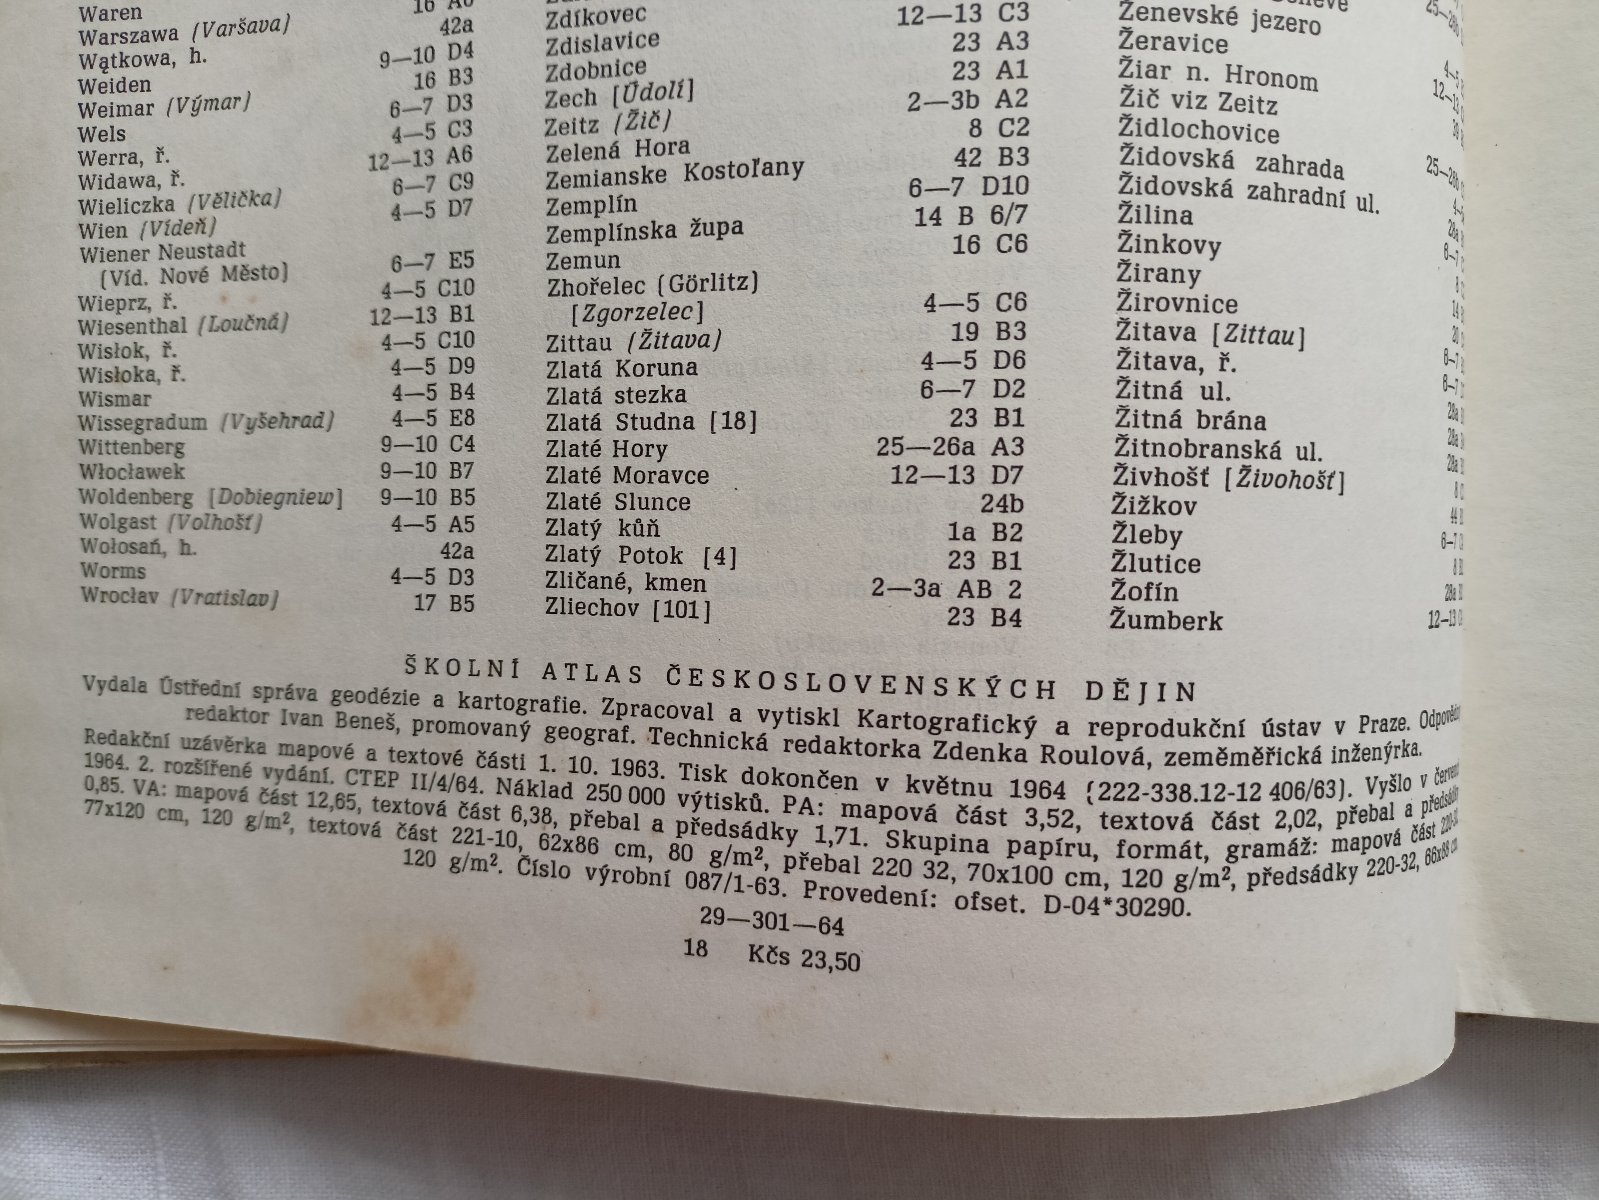 Waren
Warszawa (Varšava)
Wątkowa, h.
Weiden
Weimar (Výmar)
Wels
Werra, ř.
Widawa, ř.
Wieliczka (Vělička)
Wien (Vídeň)
Wiener Neustadt
(Víd. Nové Město)
Wieprz, ř.
Wiesenthal (Loučná)
Wisłok, ř.
Wisłoka, ř.
Wismar
Wissegradum (Vyšehrad)
Wittenberg
Włocławek
Woldenberg [Dobiegniew]
Wolgast (Volhošť)
Wołosań, h.
Worms
Wrocław (Vratislav)
16 A6
42a
9—10 D4
16 B3
6—7 D3
4—5 C3
12—13 A6
6—7 C9
4—5 D7
6—7 E5
4—5 C10
12—13 B1
4—5 C10
4—5 D9
4—5 B4
4—5 E8
9—10 C4
9—10 B7
9—10 B5
4—5 A5
42a
4—5 D3
17 B5
Zdíkovec
Zdislavice
Zdobnice
Zech [Údolí]
Zeitz (Žič)
Zelená Hora
Zemianske Kostoľany
Zemplín
Zemplínska župa
Zemun
Zhořelec (Görlitz)
[Zgorzelec]
Zittau (Žitava)
Zlatá Koruna
Zlatá stezka
Zlatá Studna [18]
Zlaté Hory
Zlaté Moravce
Zlaté Slunce
Zlatý kůň
Zlatý Potok [4]
Zličané, kmen
Zliechov [101]
12—13 C3
23 A3
23 A1
2—3b A2
8 C2
42 B3
6—7 D10
14 B 6/7
16 C6
4—5 C6
19 B3
4—5 D6
6—7 D2
23 B1
25—26a A3
12—13 D7
24b
1a B2
23 B1
2—3a AB 2
23 B4
Ženevské jezero
Žeravice
Žiar n. Hronom
Žič viz Zeitz
Židlochovice
Židovská zahrada
Židovská zahradní ul.
Žilina
Žinkovy
Žirany
Žirovnice
Žitava [Zittau]
Žitava, ř.
Žitná ul.
Žitná brána
Žitnobranská ul.
Živhošť [Živohošť]
Žižkov
Žleby
Žlutice
Žofín
Žumberk
ŠKOLNÍ ATLAS ČESKOSLOVENSKÝCH DĚJIN
Vydala Ústřední správa geodézie a kartografie. Zpracoval a vytiskl Kartografický a reprodukční ústav v Praze. Odpovědný
redaktor Ivan Beneš, promovaný geograf. Technická redaktorka Zdenka Roulová, zeměměřická inženýrka.
Redakční uzávěrka mapové a textové části 1. 10. 1963. Tisk dokončen v květnu 1964 (222-338.12-12 406/63). Vyšlo v červenci
1964. 2. rozšířené vydání. CTEP II/4/64. Náklad 250 000 výtisků. PA: mapová část 3,52, textová část 2,02, přebal a předsádky
0,85. VA: mapová část 12,65, textová část 6,38, přebal a předsádky 1,71. Skupina papíru, formát, gramáž: mapová část
77x120 cm, 120 g/m², textová část 221-10, 62x86 cm, 80 g/m², přebal 220 32, 70x100 cm, 120 g/m², předsádky 220-32, 66x88 cm
120 g/m². Číslo výrobní 087/1-63. Provedení: ofset. D-04*30290.
29—301—64
18 Kčs 23,50